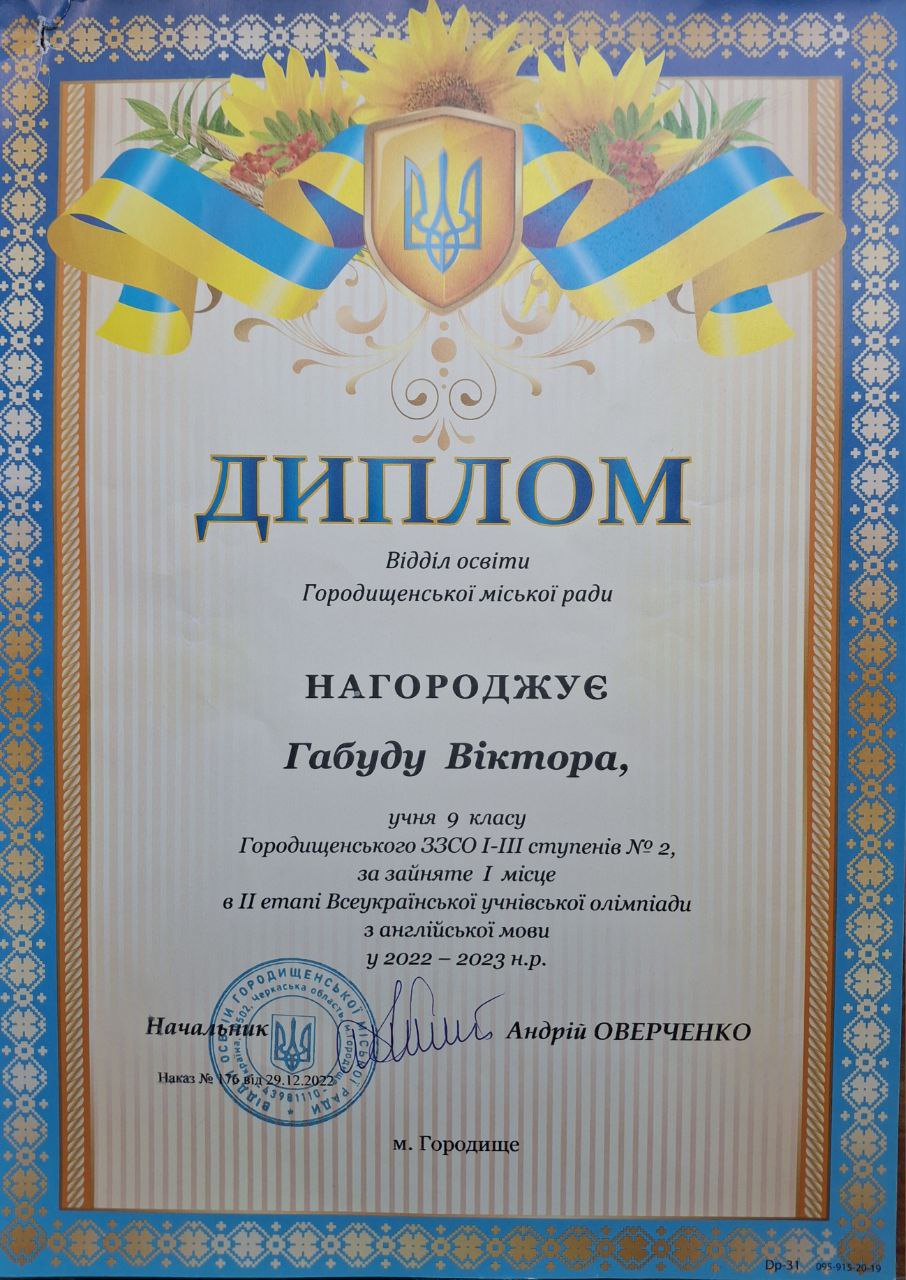 ДИПЛОМ
Відділ освіти
Городищенської міської ради
НАГОРОДЖУЄ
Габуду Віктора,
учня 9 класу
Городищенського ЗЗСО І-ІІІ ступенів № 2,
за зайняте І місце
в ІІ етапі Всеукраїнської учнівської олімпіади
з англійської мови
у 2022 – 2023 н.р.
Начальник Андрій ОВЕРЧЕНКО
ВІДДІЛ ОСВІТИ ГОРОДИЩЕНСЬКОЇ МІСЬКОЇ РАДИ
Україна, 19502, Черкаська область, м. Городище
43981110
Наказ № 176 від 29.12.2022
м. Городище
Dp-31 095-915-20-19